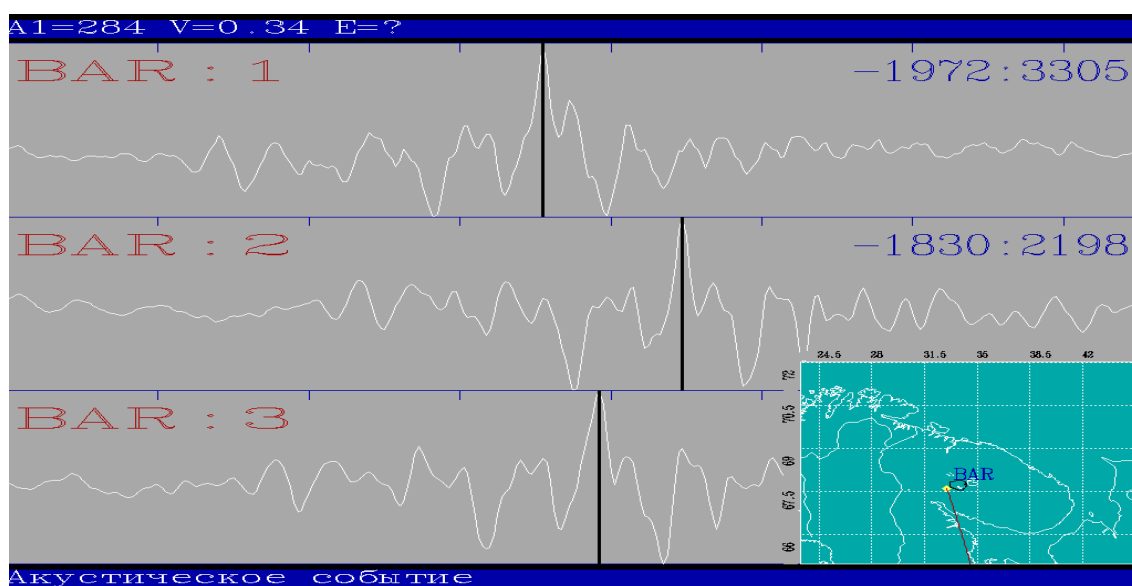 A1=284 V=0.34 E=?
BAR : 1
-1972:3305
BAR : 2
-1830:2198
BAR : 3
24.5 28 31.5 35 38.5 42
72
70.5
69
67.5
66
BAR
Акустическое событие